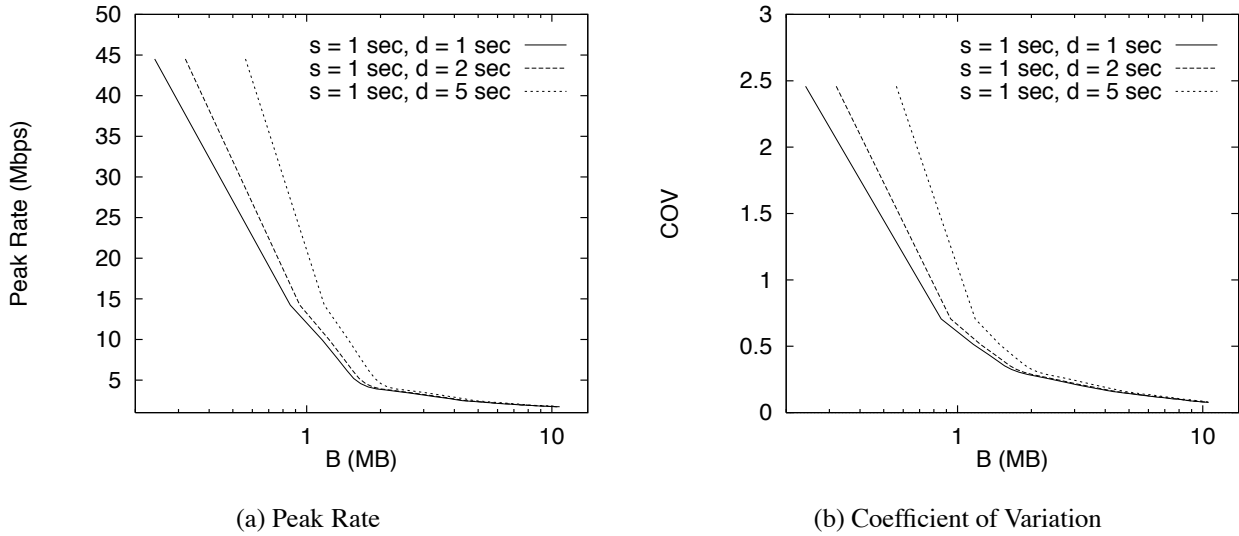 50
45
40
35
30
25
20
15
10
5
Peak Rate (Mbps)
s = 1 sec, d = 1 sec
s = 1 sec, d = 2 sec
s = 1 sec, d = 5 sec
1
10
B (MB)
(a) Peak Rate
3
2.5
2
1.5
1
0.5
0
COV
s = 1 sec, d = 1 sec
s = 1 sec, d = 2 sec
s = 1 sec, d = 5 sec
1
10
B (MB)
(b) Coefficient of Variation